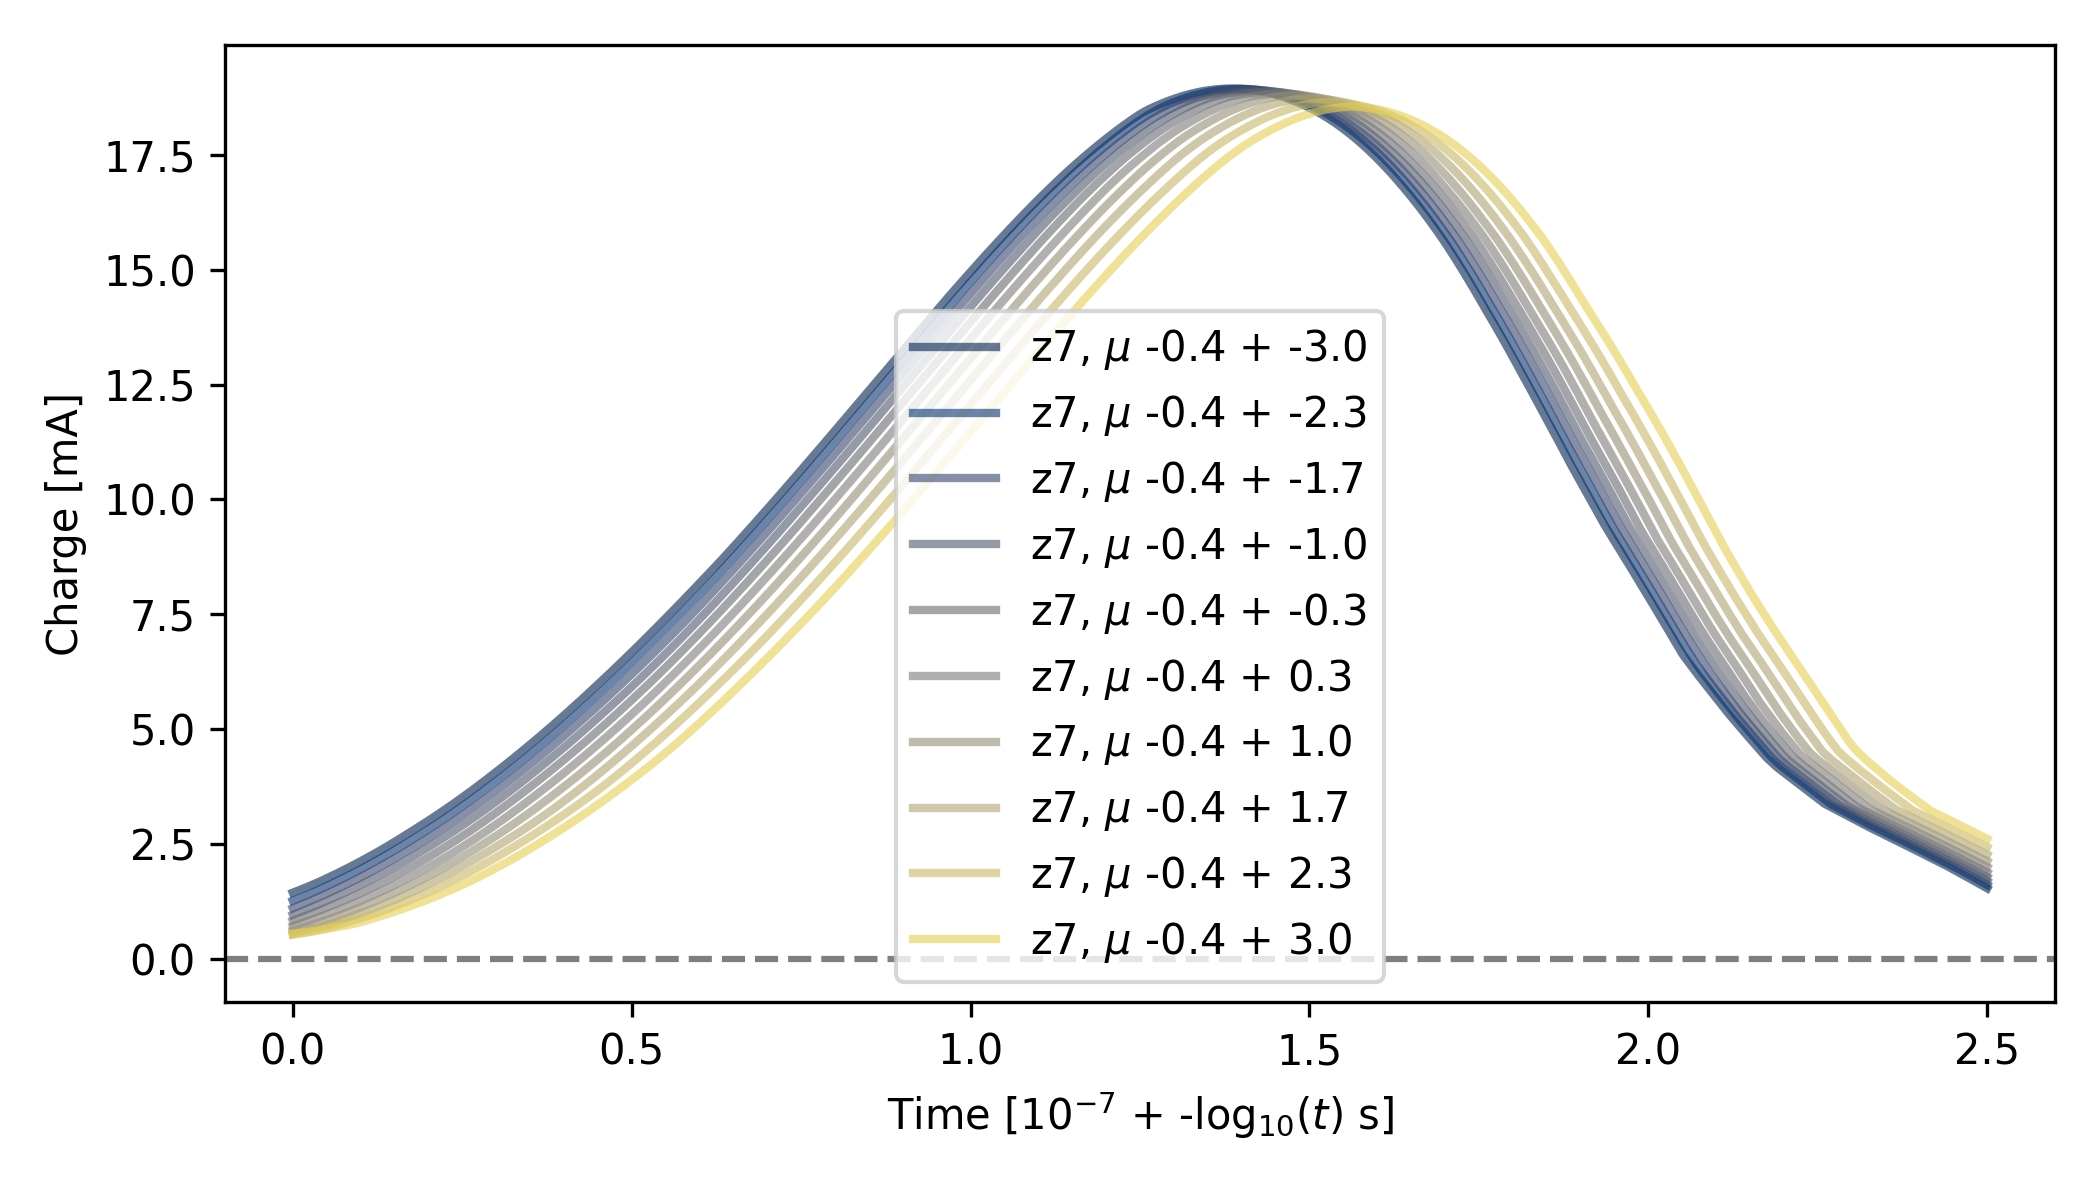 Charge [mA]
17.5
15.0
12.5
10.0
7.5
5.0
2.5
0.0
z7, μ -0.4 + -3.0
z7, μ -0.4 + -2.3
z7, μ -0.4 + -1.7
z7, μ -0.4 + -1.0
z7, μ -0.4 + -0.3
z7, μ -0.4 + 0.3
z7, μ -0.4 + 1.0
z7, μ -0.4 + 1.7
z7, μ -0.4 + 2.3
z7, μ -0.4 + 3.0
0.0 0.5 1.0 1.5 2.0 2.5
Time [10⁻⁷ + -log₁₀(t) s]